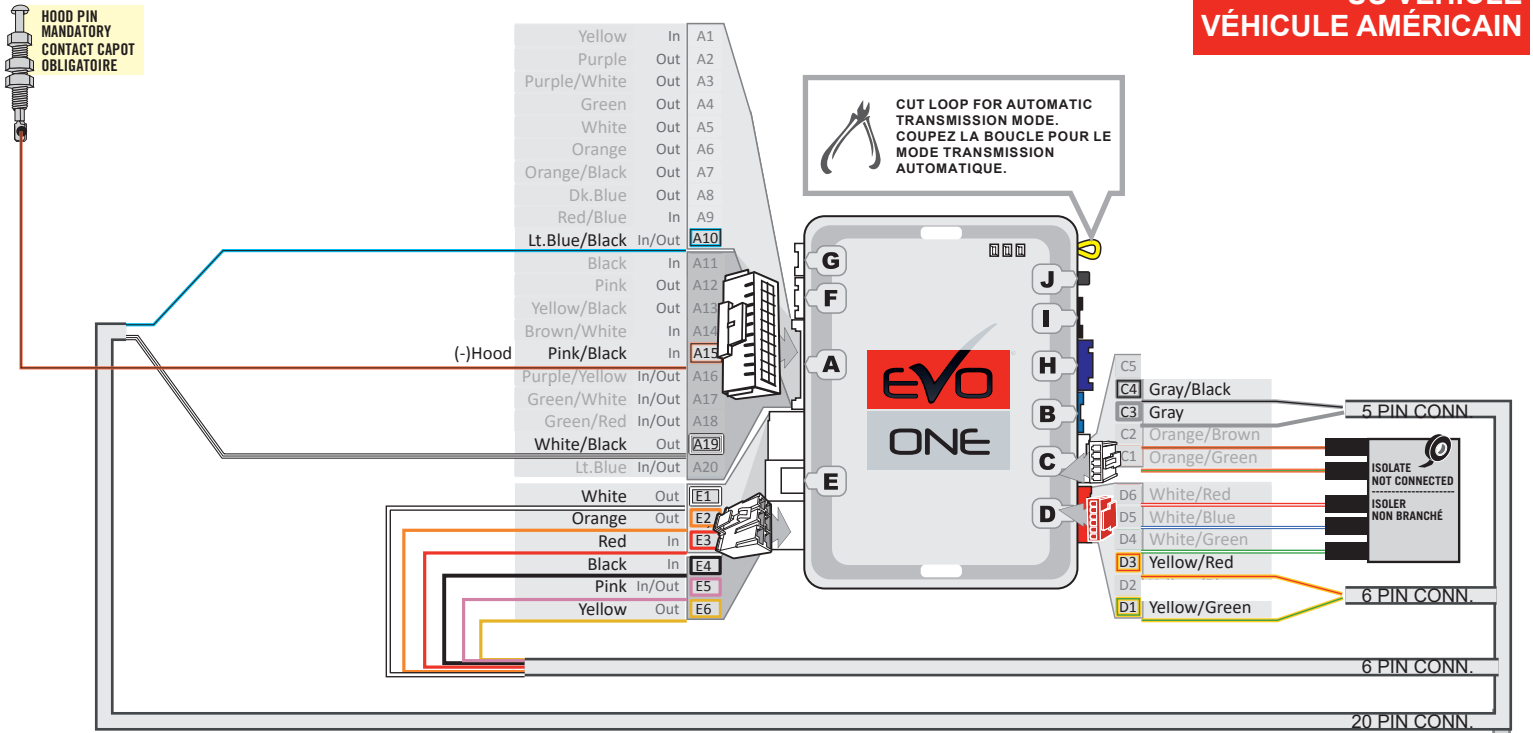 HOOD PIN
MANDATORY
CONTACT CAPOT
OBLIGATOIRE
VÉHICULE AMÉRICAIN
Yellow In A1
Purple Out A2
Purple/White Out A3
Green Out A4
White Out A5
Orange Out A6
Orange/Black Out A7
Dk.Blue Out A8
Red/Blue In A9
Lt.Blue/Black In/Out A10
Black In A11
Pink Out A12
Yellow/Black Out A13
Brown/White In A14
(-)Hood Pink/Black In A15
Purple/Yellow In/Out A16
Green/White In/Out A17
Green/Red In/Out A18
White/Black Out A19
Lt.Blue In/Out A20
White Out E1
Orange Out E2
Red In E3
Black In E4
Pink In/Out E5
Yellow Out E6
CUT LOOP FOR AUTOMATIC
TRANSMISSION MODE.
COUPEZ LA BOUCLE POUR LE
MODE TRANSMISSION
AUTOMATIQUE.
G
F
A
E
J
I
H
B
C
D
EVO
ONE
C5
C4 Gray/Black
C3 Gray
C2 Orange/Brown
C1 Orange/Green
D6 White/Red
D5 White/Blue
D4 White/Green
D3 Yellow/Red
D2
D1 Yellow/Green
5 PIN CONN.
ISOLATE
NOT CONNECTED
ISOLER
NON BRANCHÉ
6 PIN CONN.
6 PIN CONN.
20 PIN CONN.